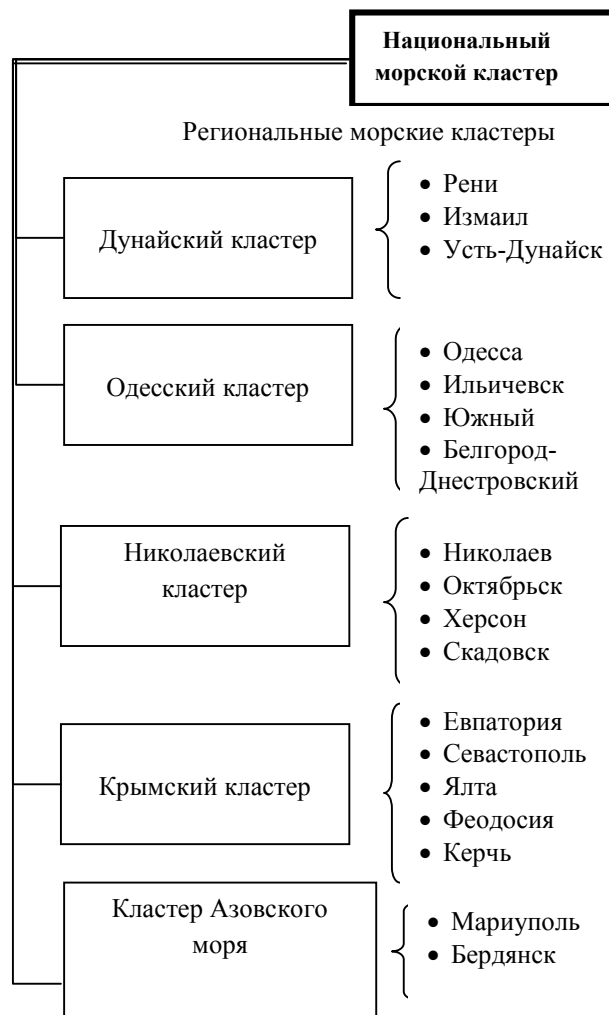 Национальный
морской кластер
Региональные морские кластеры
Дунайский кластер
• Рени
• Измаил
• Усть-Дунайск
Одесский кластер
• Одесса
• Ильичевск
• Южный
• Белгород-
Днестровский
Николаевский
кластер
• Николаев
• Октябрьск
• Херсон
• Скадовск
Крымский кластер
• Евпатория
• Севастополь
• Ялта
• Феодосия
• Керчь
Кластер Азовского
моря
• Мариуполь
• Бердянск